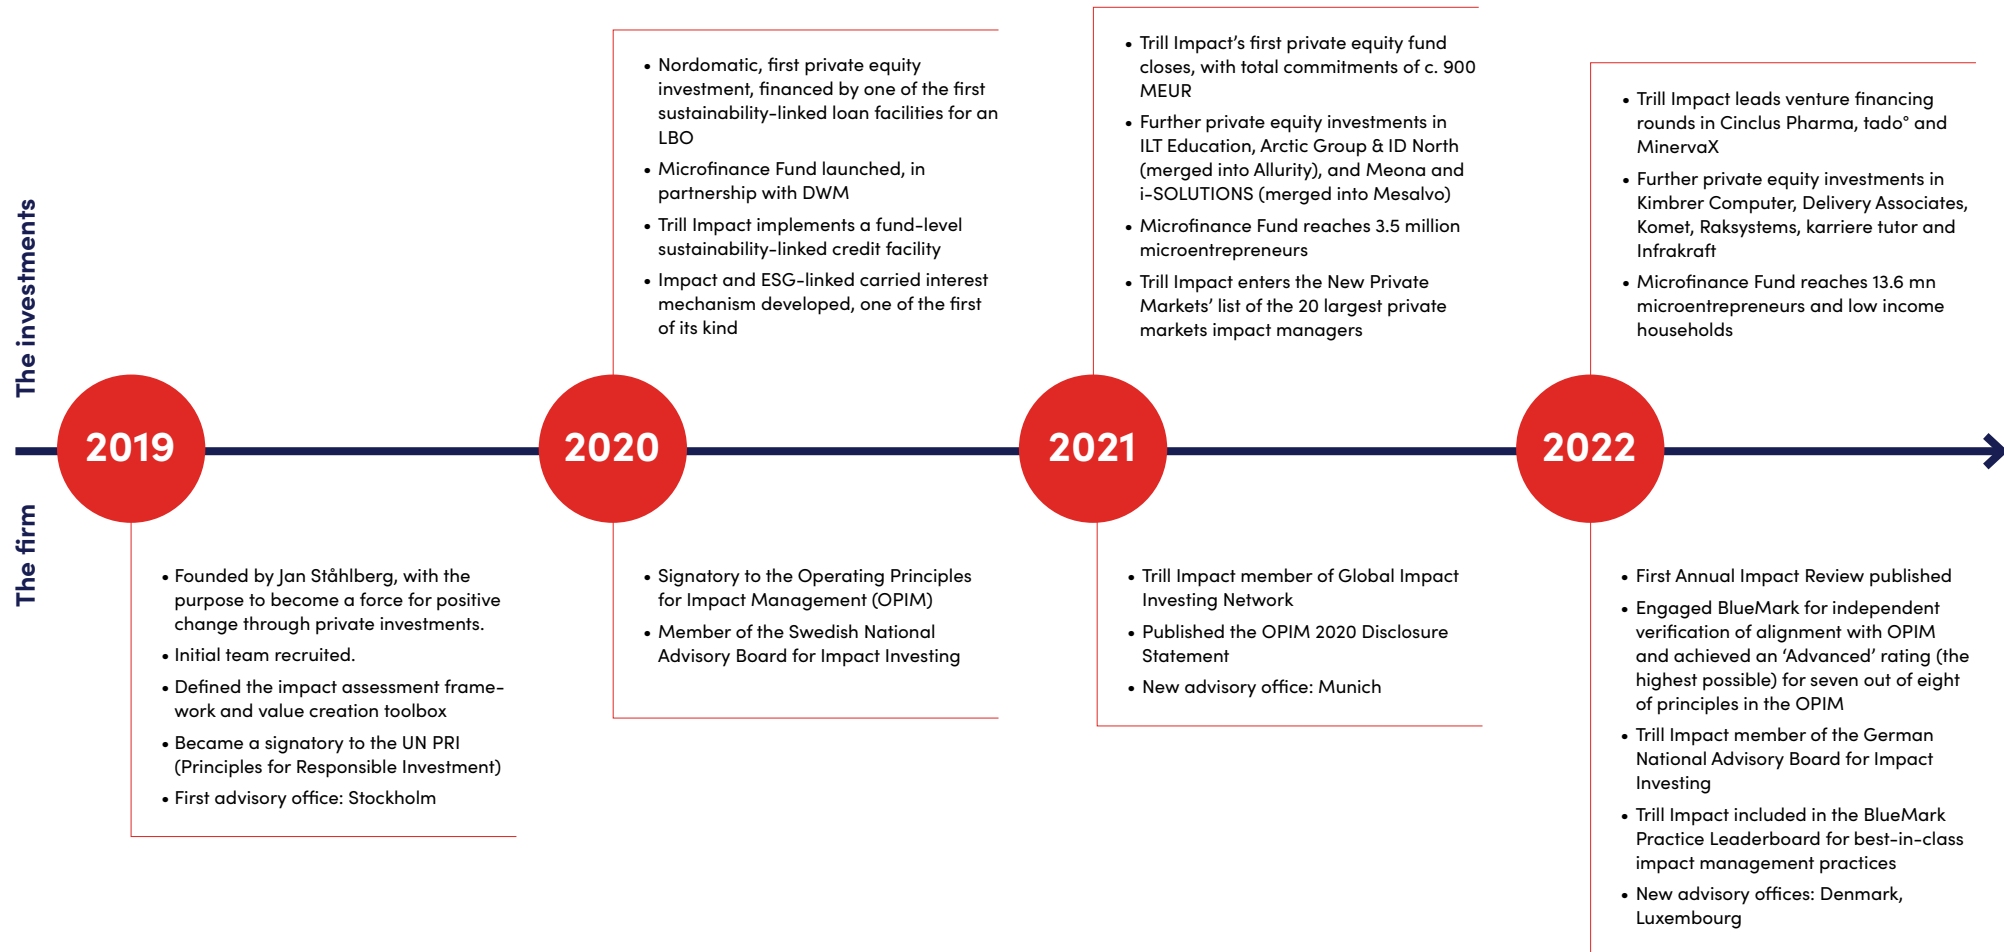 The investments
The firm
2019
• Founded by Jan Ståhlberg, with the
purpose to become a force for positive
change through private investments.
• Initial team recruited.
• Defined the impact assessment frame-
work and value creation toolbox
• Became a signatory to the UN PRI
(Principles for Responsible Investment)
• First advisory office: Stockholm
• Nordomatic, first private equity
investment, financed by one of the first
sustainability-linked loan facilities for an
LBO
• Microfinance Fund launched, in
partnership with DWM
• Trill Impact implements a fund-level
sustainability-linked credit facility
• Impact and ESG-linked carried interest
mechanism developed, one of the first
of its kind
2020
• Signatory to the Operating Principles
for Impact Management (OPIM)
• Member of the Swedish National
Advisory Board for Impact Investing
• Trill Impact’s first private equity fund
closes, with total commitments of c. 900
MEUR
• Further private equity investments in
ILT Education, Arctic Group & ID North
(merged into Allurity), and Meona and
i-SOLUTIONS (merged into Mesalvo)
• Microfinance Fund reaches 3.5 million
microentrepreneurs
• Trill Impact enters the New Private
Markets’ list of the 20 largest private
markets impact managers
2021
• Trill Impact member of Global Impact
Investing Network
• Published the OPIM 2020 Disclosure
Statement
• New advisory office: Munich
• Trill Impact leads venture financing
rounds in Cinclus Pharma, tado° and
MinervaX
• Further private equity investments in
Kimbrer Computer, Delivery Associates,
Komet, Raksystems, karriere tutor and
Infrakraft
• Microfinance Fund reaches 13.6 mn
microentrepreneurs and low income
households
2022
• First Annual Impact Review published
• Engaged BlueMark for independent
verification of alignment with OPIM
and achieved an ‘Advanced’ rating (the
highest possible) for seven out of eight
of principles in the OPIM
• Trill Impact member of the German
National Advisory Board for Impact
Investing
• Trill Impact included in the BlueMark
Practice Leaderboard for best-in-class
impact management practices
• New advisory offices: Denmark,
Luxembourg